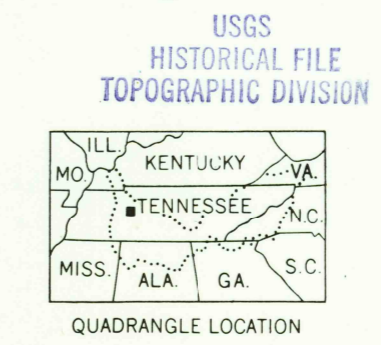 USGS
HISTORICAL FILE
TOPOGRAPHIC DIVISION
ILL.
MO. KENTUCKY VA.
TENNESSEE N.C.
MISS. ALA. GA. S.C.
QUADRANGLE LOCATION